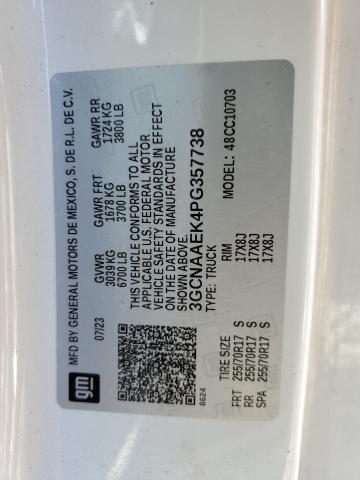 gm
MFD BY GENERAL MOTORS DE MEXICO, S. DE R.L. DE C.V.
07/23
GVWR GAWR FRT GAWR RR
3039 KG 1678 KG 1724 KG
6700 LB 3700 LB 3800 LB
THIS VEHICLE CONFORMS TO ALL
APPLICABLE U.S. FEDERAL MOTOR
VEHICLE SAFETY STANDARDS IN EFFECT
ON THE DATE OF MANUFACTURE
SHOWN ABOVE.
3GCNAAEK4PG357738
TYPE: TRUCK MODEL: 48CC10703
8624
TIRE SIZE RIM
FRT 255/70R17 S 17X8J
RR 255/70R17 S 17X8J
SPA 255/70R17 S 17X8J